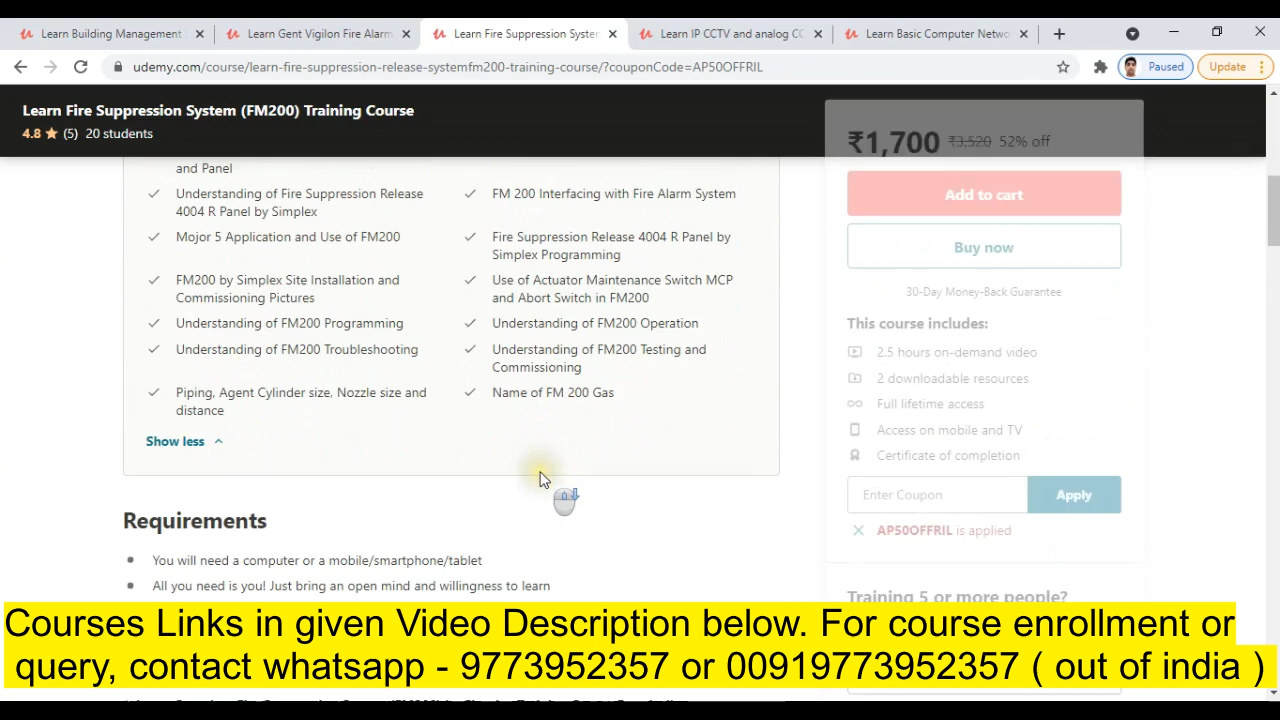 Learn Building Management
Learn Gent Vigilon Fire Alarm
Learn Fire Suppression System
Learn IP CCTV and analog CC
Learn Basic Computer Netwo
udemy.com/course/learn-fire-suppression-release-systemfm200-training-course/?couponCode=AP50OFFRIL
Paused
Update
Learn Fire Suppression System (FM200) Training Course
4.8 ★ (5) 20 students
and Panel
Understanding of Fire Suppression Release
4004 R Panel by Simplex
FM 200 Interfacing with Fire Alarm System
Mojor 5 Application and Use of FM200
Fire Suppression Release 4004 R Panel by
Simplex Programming
FM200 by Simplex Site Installation and
Commissioning Pictures
Use of Actuator Maintenance Switch MCP
and Abort Switch in FM200
Understanding of FM200 Programming
Understanding of FM200 Operation
Understanding of FM200 Troubleshooting
Understanding of FM200 Testing and
Commissioning
Piping, Agent Cylinder size, Nozzle size and
distance
Name of FM 200 Gas
Show less
Requirements
You will need a computer or a mobile/smartphone/tablet
All you need is you! Just bring an open mind and willingness to learn
₹1,700 ₹3,520 52% off
Add to cart
Buy now
30-Day Money-Back Guarantee
This course includes:
2.5 hours on-demand video
2 downloadable resources
Full lifetime access
Access on mobile and TV
Certificate of completion
Enter Coupon
Apply
AP50OFFRIL is applied
Training 5 or more people?
Courses Links in given Video Description below. For course enrollment or
query, contact whatsapp - 9773952357 or 00919773952357 ( out of india )